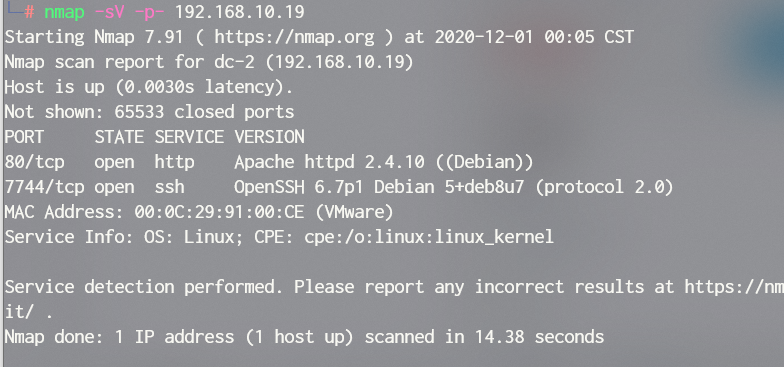 └─# nmap -sV -p- 192.168.10.19
Starting Nmap 7.91 ( https://nmap.org ) at 2020-12-01 00:05 CST
Nmap scan report for dc-2 (192.168.10.19)
Host is up (0.0030s latency).
Not shown: 65533 closed ports
PORT     STATE SERVICE VERSION
80/tcp   open  http    Apache httpd 2.4.10 ((Debian))
7744/tcp open  ssh     OpenSSH 6.7p1 Debian 5+deb8u7 (protocol 2.0)
MAC Address: 00:0C:29:91:00:CE (VMware)
Service Info: OS: Linux; CPE: cpe:/o:linux:linux_kernel
Service detection performed. Please report any incorrect results at https://nm
it/ .
Nmap done: 1 IP address (1 host up) scanned in 14.38 seconds